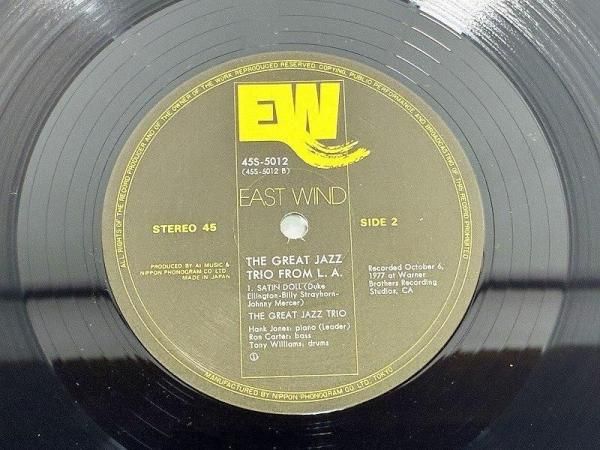 ALL RIGHTS OF THE RECORD PRODUCER AND OF THE OWNER OF THE WORK REPRODUCED RESERVED. COPYING, PUBLIC PERFORMANCE AND BROADCASTING OF THIS RECORD PROHIBITED
EW
45S-5012
(45S-5012 B)
EAST WIND
STEREO 45
SIDE 2
PRODUCED BY AI MUSIC &
NIPPON PHONOGRAM CO LTD
MADE IN JAPAN
THE GREAT JAZZ
TRIO FROM L. A.
1. SATIN DOLL (Duke
Ellington-Billy Strayhorn-
Johnny Mercer)
THE GREAT JAZZ TRIO
Hank Jones: piano (Leader)
Ron Carter: bass
Tony Williams: drums
Recorded October 6,
1977 at Warner
Brothers Recording
Studios, CA
MANUFACTURED BY NIPPON PHONOGRAM CO., LTD., TOKYO